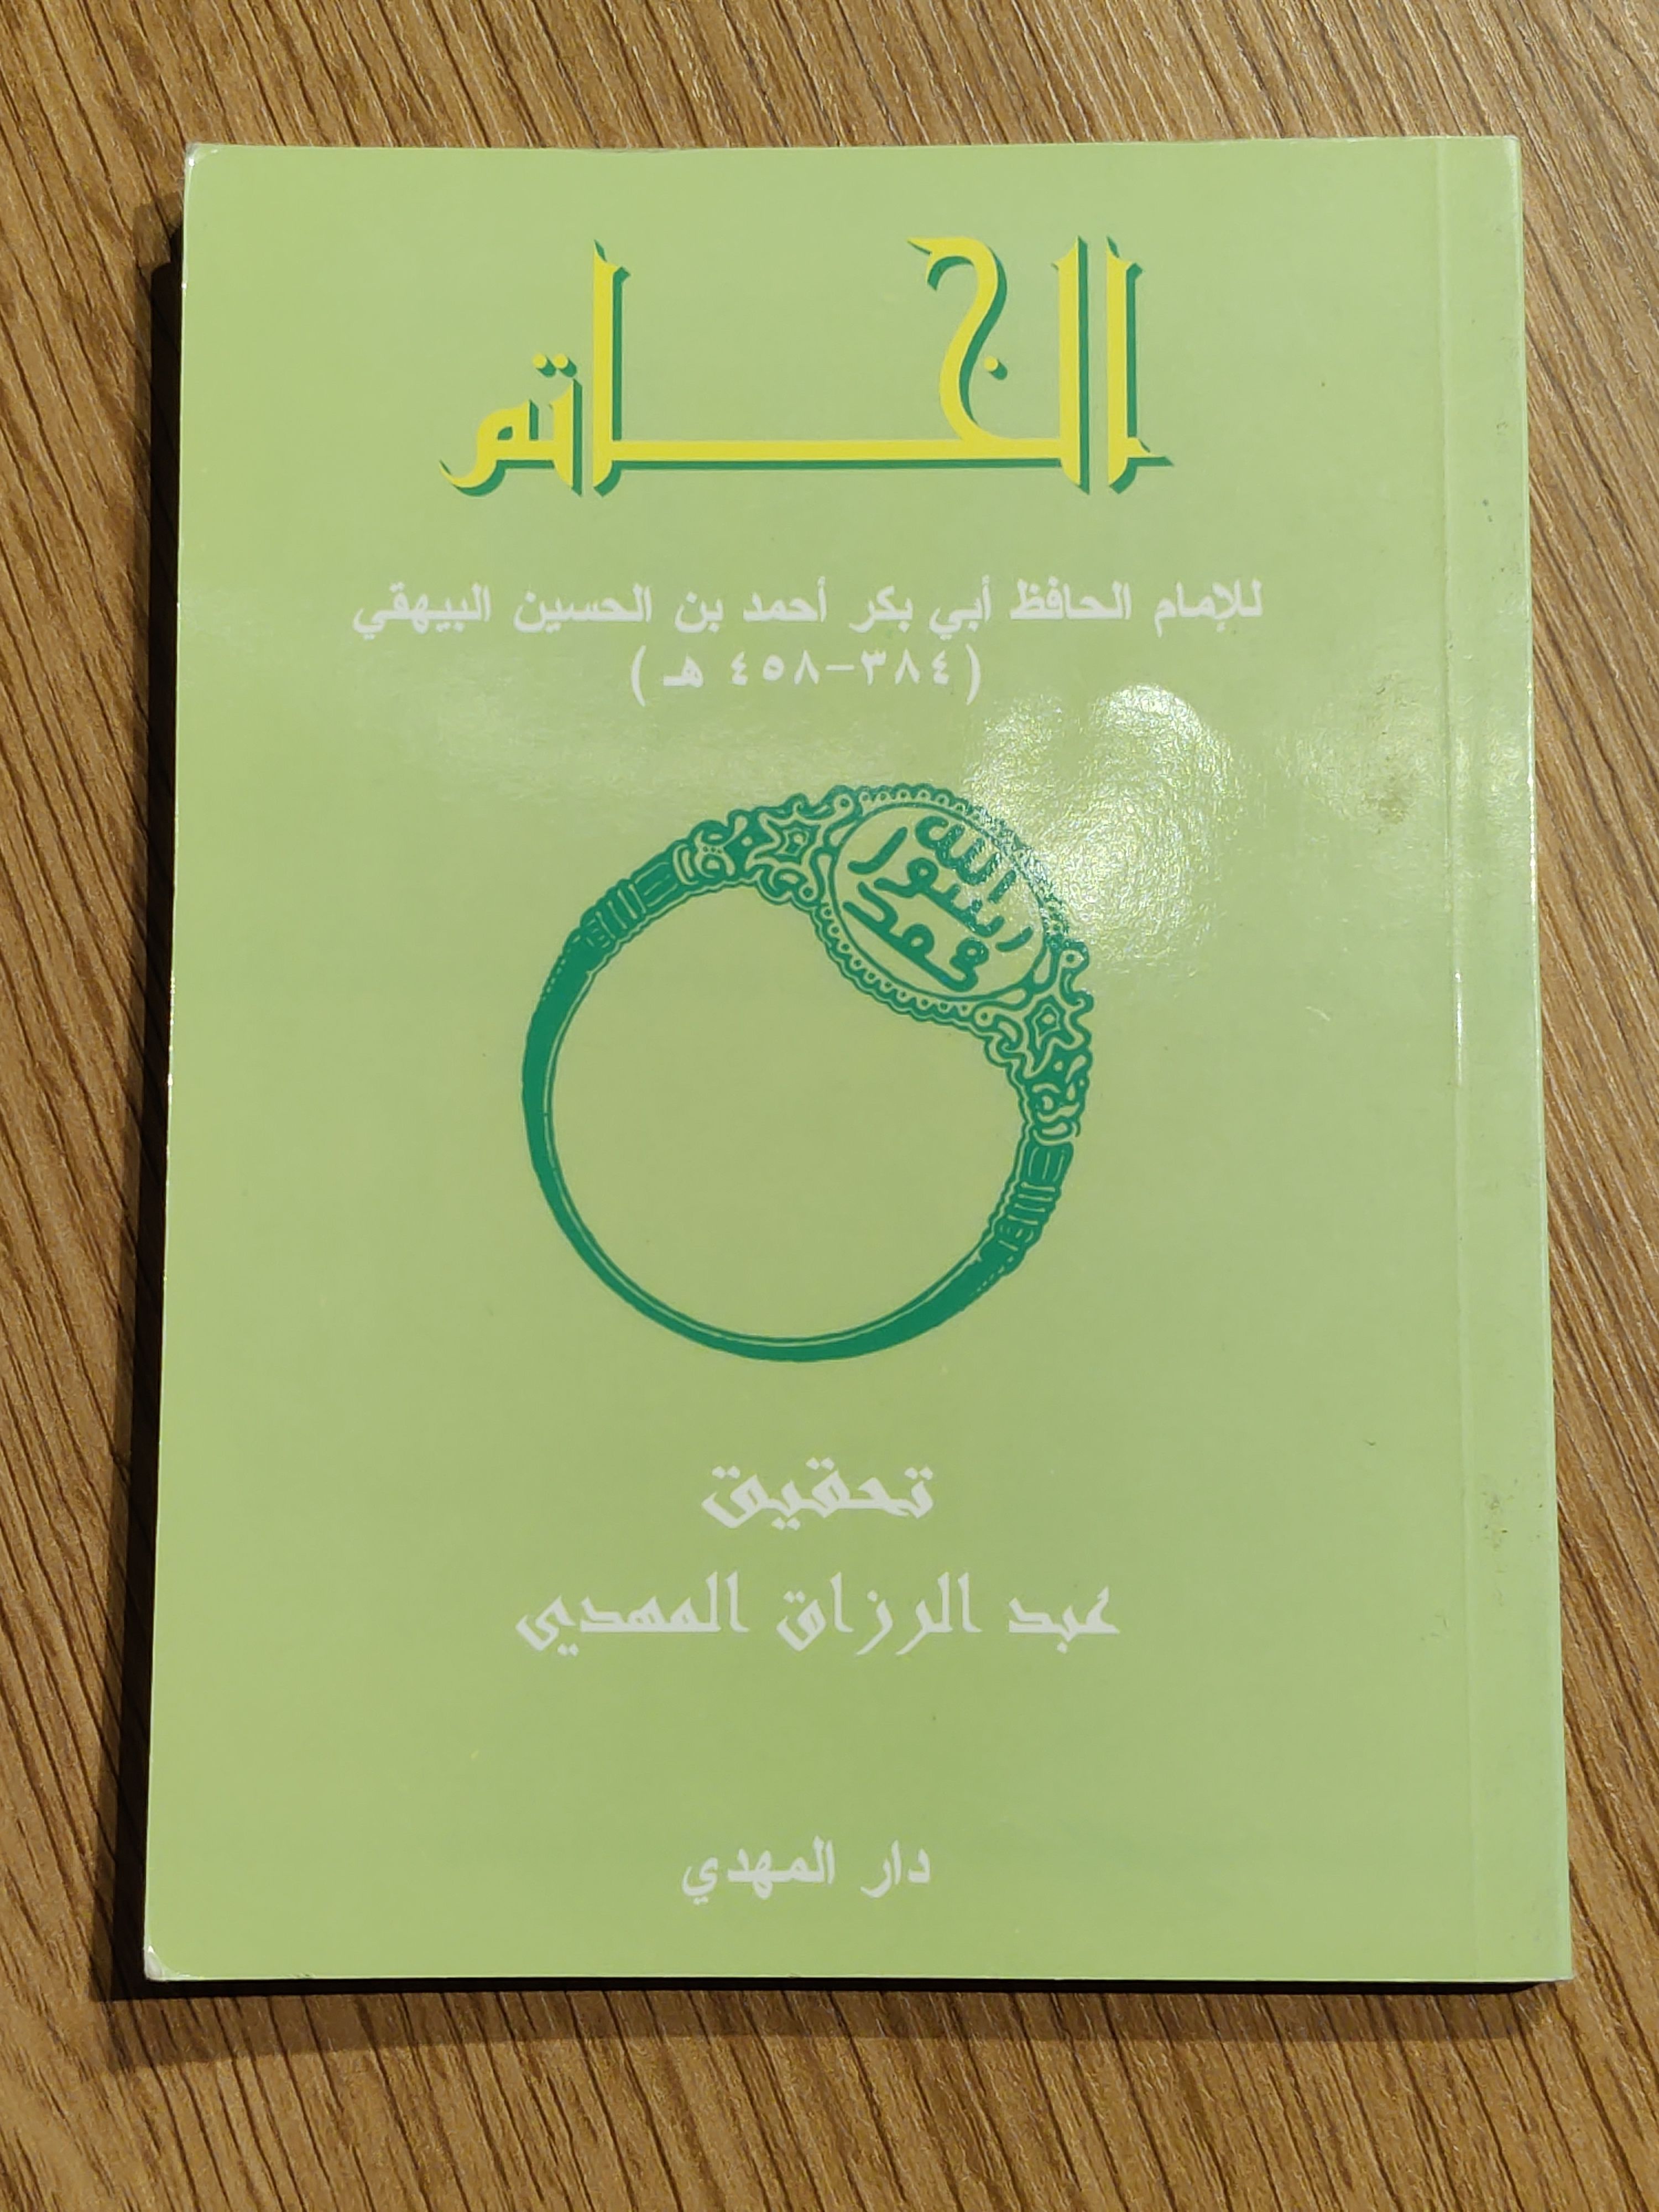 الخاتم
للإمام الحافظ أبي بكر أحمد بن الحسين البيهقي
(٣٨٤-٤٥٨ هـ)
الله
رسول
محمد
تحقيق
عبد الرزاق المهدي
دار المهدي